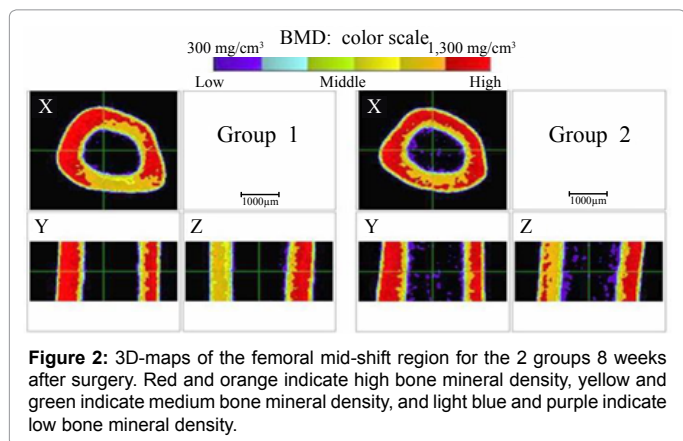 BMD: color scale
300 mg/cm³ 1,300 mg/cm³
Low Middle High
X Group 1 X Group 2
1000µm 1000µm
Y Z Y Z
Figure 2: 3D-maps of the femoral mid-shift region for the 2 groups 8 weeks
after surgery. Red and orange indicate high bone mineral density, yellow and
green indicate medium bone mineral density, and light blue and purple indicate
low bone mineral density.